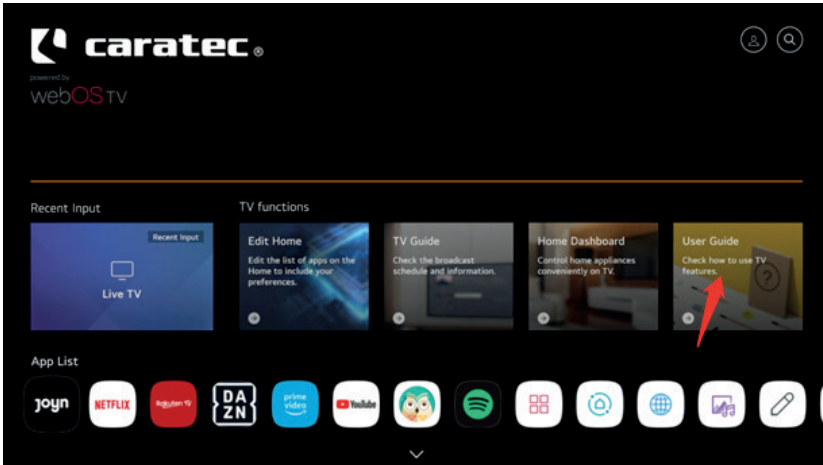 caratec®
powered by
webOS TV
Recent Input
TV functions
Recent Input
Live TV
Edit Home
Edit the list of apps on the
Home to include your
preferences.
TV Guide
Check the broadcast
schedule and information.
Home Dashboard
Control home appliances
conveniently on TV.
User Guide
Check how to use TV
features.
?
App List
joyn
NETFLIX
Rakuten TV
DA
ZN
prime
video
YouTube